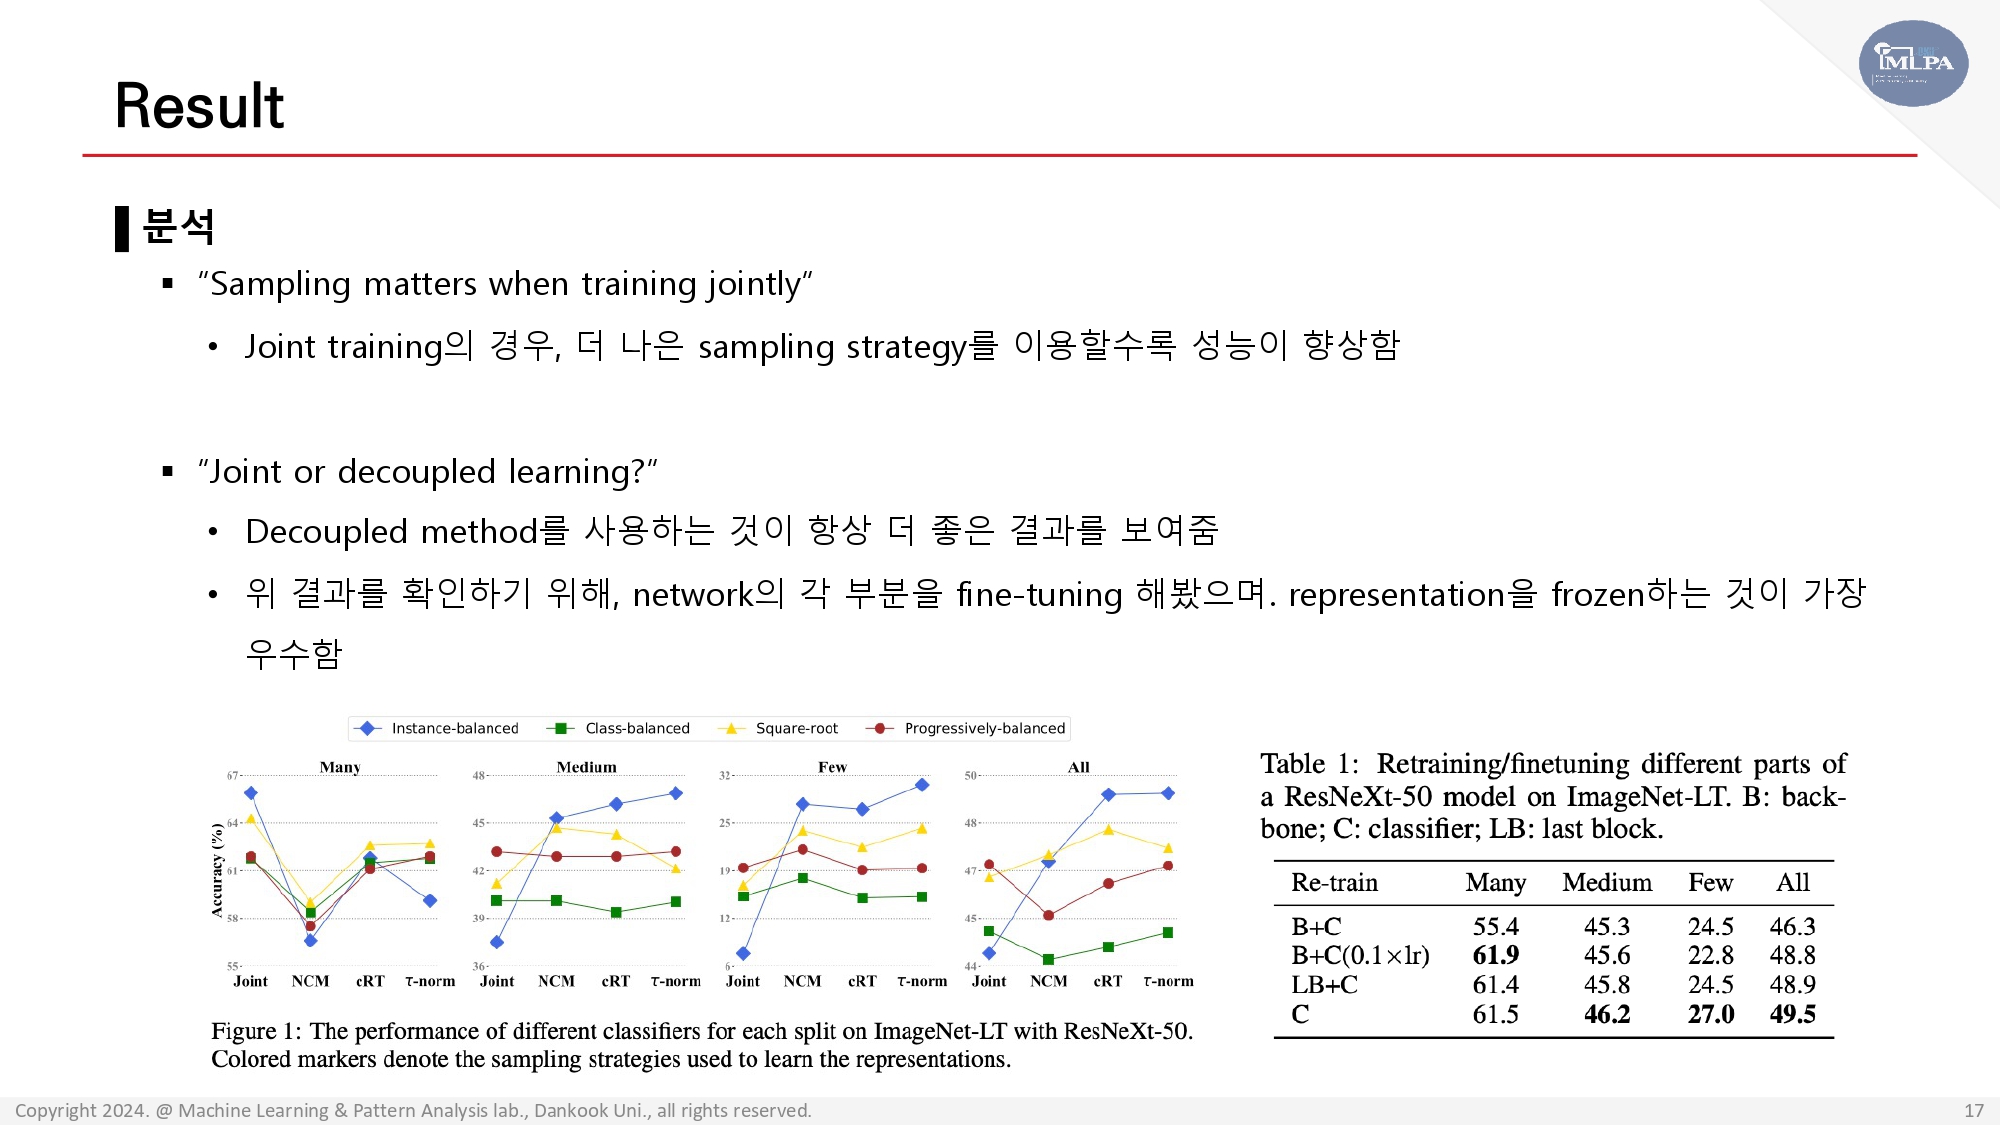 MLPA
Result
분석
"Sampling matters when training jointly"
Joint training의 경우, 더 나은 sampling strategy를 이용할수록 성능이 향상함
"Joint or decoupled learning?"
Decoupled method를 사용하는 것이 항상 더 좋은 결과를 보여줌
위 결과를 확인하기 위해, network의 각 부분을 fine-tuning 해봤으며. representation을 frozen하는 것이 가장
우수함
Instance-balanced Class-balanced Square-root Progressively-balanced
Many Medium Few All
Accuracy (%)
67 48 32 50
64 45 25 48
61 42 19 47
58 39 12 45
55 36 6 44
Joint NCM cRT τ-norm Joint NCM cRT τ-norm Joint NCM cRT τ-norm Joint NCM cRT τ-norm
Figure 1: The performance of different classifiers for each split on ImageNet-LT with ResNeXt-50.
Colored markers denote the sampling strategies used to learn the representations.
Table 1: Retraining/finetuning different parts of
a ResNeXt-50 model on ImageNet-LT. B: back-
bone; C: classifier; LB: last block.
Re-train Many Medium Few All
B+C 55.4 45.3 24.5 46.3
B+C(0.1×lr) 61.9 45.6 22.8 48.8
LB+C 61.4 45.8 24.5 48.9
C 61.5 46.2 27.0 49.5
Copyright 2024. @ Machine Learning & Pattern Analysis lab., Dankook Uni., all rights reserved.
17